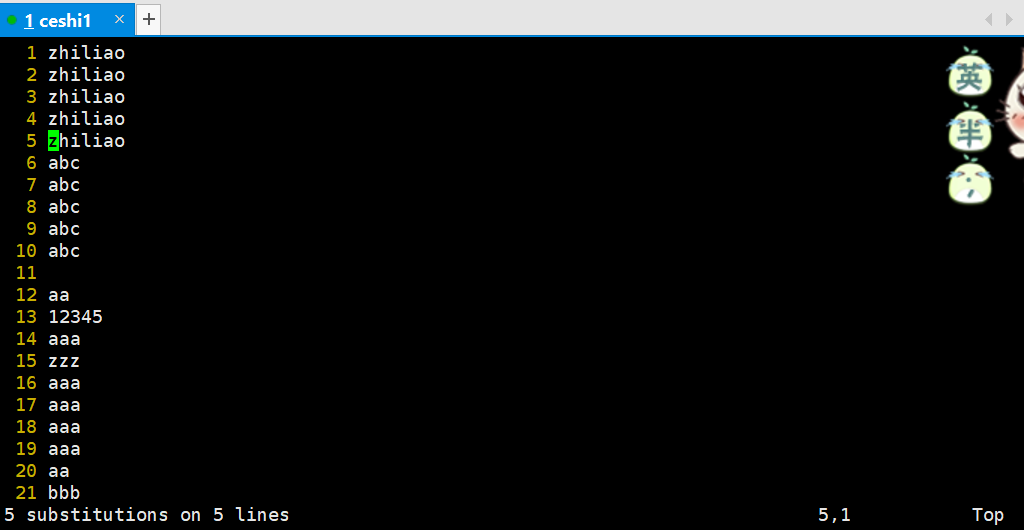 1 ceshi1 × +
1 zhiliao
2 zhiliao
3 zhiliao
4 zhiliao
5 zhiliao
6 abc
7 abc
8 abc
9 abc
10 abc
11
12 aa
13 12345
14 aaa
15 zzz
16 aaa
17 aaa
18 aaa
19 aaa
20 aa
21 bbb
5 substitutions on 5 lines 5,1 Top
英
半